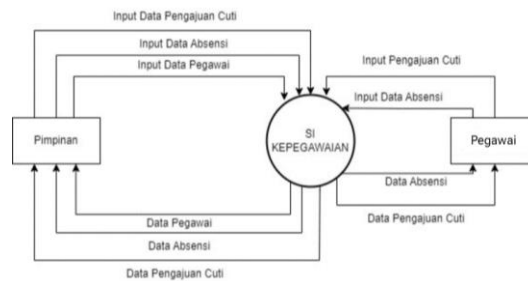 Input Data Pengajuan Cuti
Input Data Absensi
Input Data Pegawai
Input Pengajuan Cuti
Input Data Absensi
Pimpinan
SI
KEPEGAWAIAN
Pegawai
Data Absensi
Data Pengajuan Cuti
Data Pegawai
Data Absensi
Data Pengajuan Cuti